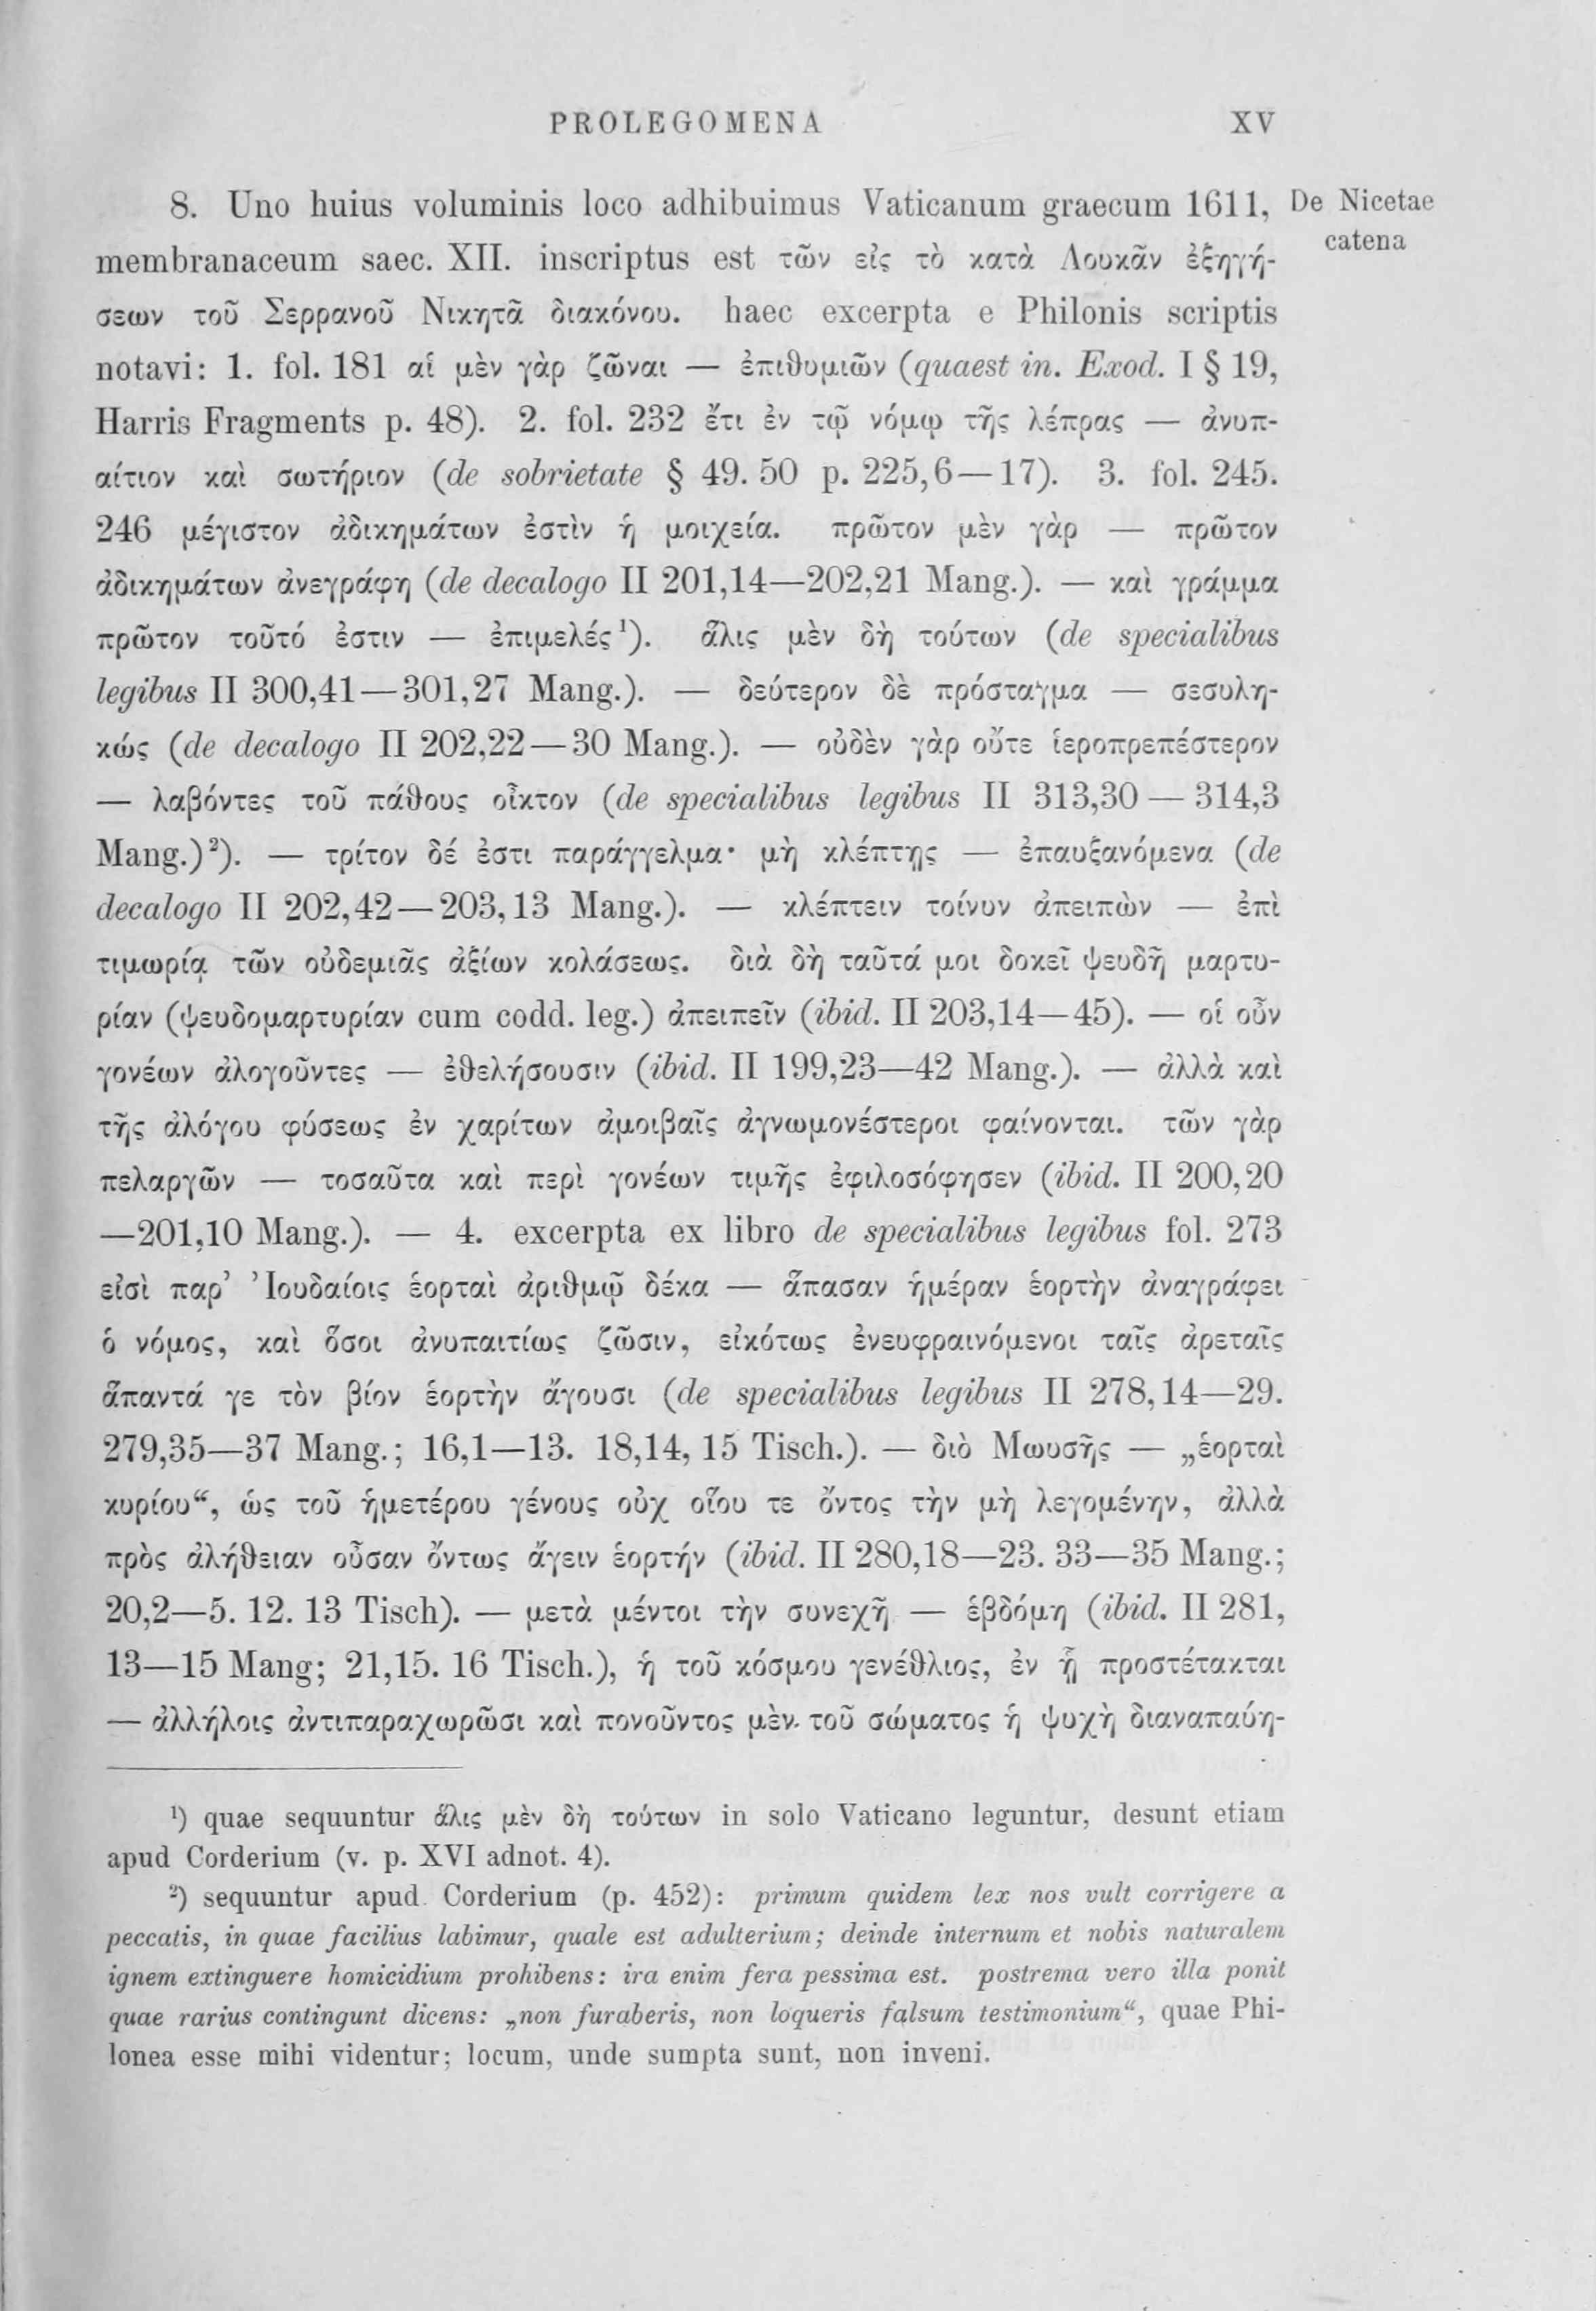 PROLEGOMENA XV
8. Uno huius voluminis loco adhibuimus Vaticanum graecum 1611, De Nicetae
catena
membranaceum saec. XII. inscriptus est τῶν εἰς τὸ κατὰ Λουκᾶν ἐξηγή-
σεων τοῦ Σερρανοῦ Νικητᾶ διακόνου. haec excerpta e Philonis scriptis
notavi: 1. fol. 181 αἱ μὲν γὰρ ζῶναι — ἐπιθυμιῶν (quaest in. Exod. I § 19,
Harris Fragments p. 48). 2. fol. 232 ἔτι ἐν τῷ νόμῳ τῆς λέπρας — ἀνυπ-
αίτιον καὶ σωτήριον (de sobrietate § 49. 50 p. 225,6—17). 3. fol. 245.
246 μέγιστον ἀδικημάτων ἐστὶν ἡ μοιχεία. πρῶτον μὲν γὰρ — πρῶτον
ἀδικημάτων ἀνεγράφη (de decalogo II 201,14—202,21 Mang.). — καὶ γράμμα
πρῶτον τοῦτό ἐστιν — ἐπιμελές¹). ἅλις μὲν δὴ τούτων (de specialibus
legibus II 300,41—301,27 Mang.). — δεύτερον δὲ πρόσταγμα — σεσυλη-
κώς (de decalogo II 202,22—30 Mang.). — οὐδὲν γὰρ οὔτε ἱεροπρεπέστερον
— λαβόντες τοῦ πάθους οἶκτον (de specialibus legibus II 313,30 — 314,3
Mang.)²). — τρίτον δέ ἐστι παράγγελμα· μὴ κλέπτῃς — ἐπαυξανόμενα (de
decalogo II 202,42—203,13 Mang.). — κλέπτειν τοίνυν ἀπειπὼν — ἐπὶ
τιμωρίᾳ τῶν οὐδεμιᾶς ἀξίων κολάσεως. διὰ δὴ ταῦτά μοι δοκεῖ ψευδῆ μαρτυ-
ρίαν (ψευδομαρτυρίαν cum codd. leg.) ἀπειπεῖν (ibid. II 203,14—45). — οἱ οὖν
γονέων ἀλογοῦντες — ἐθελήσουσιν (ibid. II 199,23—42 Mang.). — ἀλλὰ καὶ
τῆς ἀλόγου φύσεως ἐν χαρίτων ἀμοιβαῖς ἀγνωμονέστεροι φαίνονται. τῶν γὰρ
πελαργῶν — τοσαῦτα καὶ περὶ γονέων τιμῆς ἐφιλοσόφησεν (ibid. II 200,20
—201,10 Mang.). — 4. excerpta ex libro de specialibus legibus fol. 273
εἰσὶ παρ’ Ἰουδαίοις ἑορταὶ ἀριθμῷ δέκα — ἅπασαν ἡμέραν ἑορτὴν ἀναγράφει
ὁ νόμος, καὶ ὅσοι ἀνυπαιτίως ζῶσιν, εἰκότως ἐνευφραινόμενοι ταῖς ἀρεταῖς
ἅπαντά γε τὸν βίον ἑορτὴν ἄγουσι (de specialibus legibus II 278,14—29.
279,35—37 Mang.; 16,1—13. 18,14, 15 Tisch.). — διὸ Μωυσῆς — „ἑορταὶ
κυρίου“, ὡς τοῦ ἡμετέρου γένους οὐχ οἵου τε ὄντος τὴν μὴ λεγομένην, ἀλλὰ
πρὸς ἀλήθειαν οὖσαν ὄντως ἄγειν ἑορτήν (ibid. II 280,18—23. 33—35 Mang.;
20,2—5. 12. 13 Tisch). — μετὰ μέντοι τὴν συνεχῆ — ἑβδόμη (ibid. II 281,
13—15 Mang; 21,15. 16 Tisch.), ἡ τοῦ κόσμου γενέθλιος, ἐν ᾗ προστέτακται
— ἀλλήλοις ἀντιπαραχωρῶσι καὶ πονοῦντος μὲν τοῦ σώματος ἡ ψυχὴ διαναπαύη-
¹) quae sequuntur ἅλις μὲν δὴ τούτων in solo Vaticano leguntur, desunt etiam
apud Corderium (v. p. XVI adnot. 4).
²) sequuntur apud Corderium (p. 452): primum quidem lex nos vult corrigere a
peccatis, in quae facilius labimur, quale est adulterium; deinde internum et nobis naturalem
ignem extinguere homicidium prohibens: ira enim fera pessima est. postrema vero illa ponit
quae rarius contingunt dicens: „non furaberis, non loqueris falsum testimonium“, quae Phi-
lonea esse mihi videntur; locum, unde sumpta sunt, non inveni.